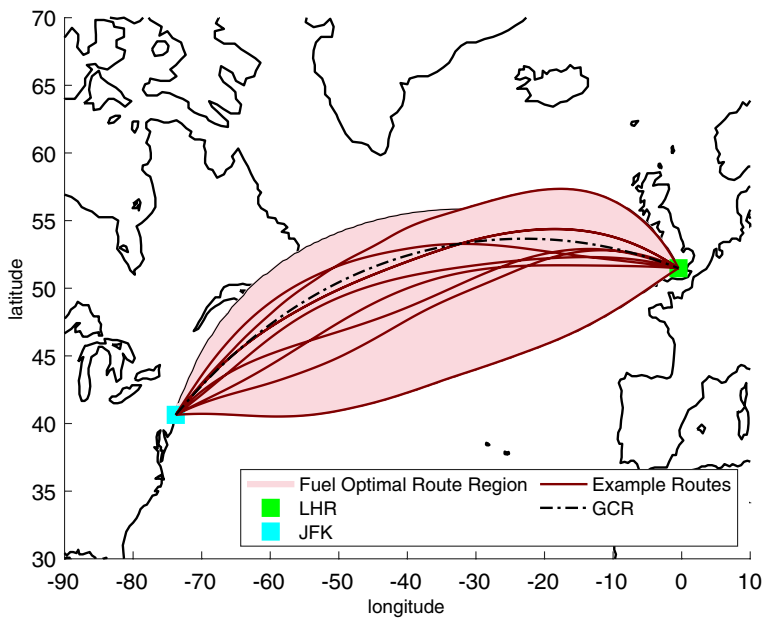 70
65
60
55
50
45
40
35
30
latitude
-90 -80 -70 -60 -50 -40 -30 -20 -10 0 10
longitude
Fuel Optimal Route Region
LHR
JFK
Example Routes
GCR